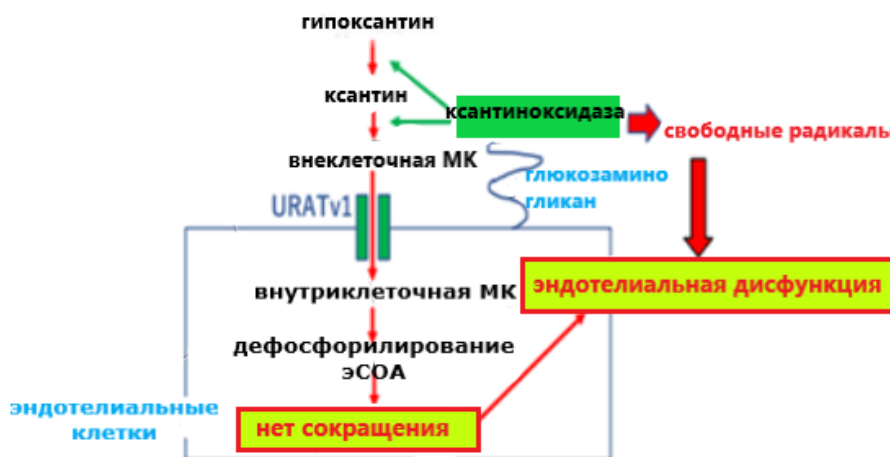 гипоксантин
ксантин
ксантиноксидаза
свободные радикалы
внеклеточная МК
глюкозамино
гликан
URATv1
внутриклеточная МК
эндотелиальная дисфункция
дефосфорилирование
эСОА
эндотелиальные
клетки
нет сокращения